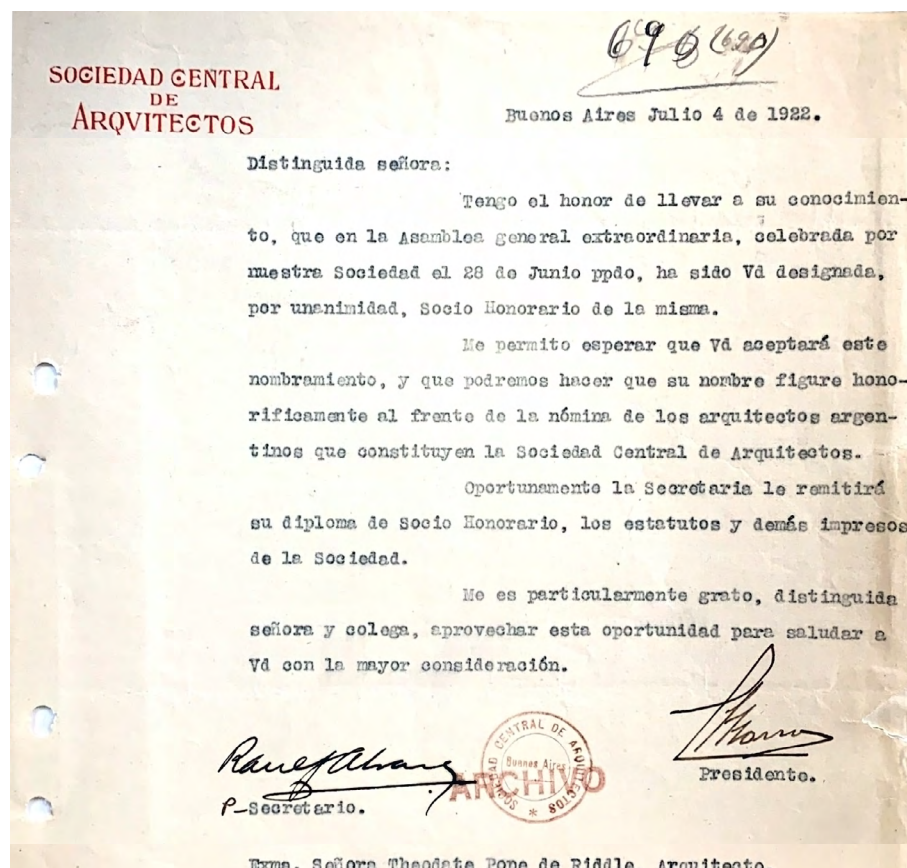 SOCIEDAD CENTRAL
DE
ARQVITECTOS
696 (690)
Buenos Aires Julio 4 de 1922.
Distinguida señora:
Tengo el honor de llevar a su conocimien-
to, que en la Asamblea general extraordinaria, celebrada por
nuestra Sociedad el 28 de Junio ppdo, ha sido Vd designada,
por unanimidad, Socio Honorario de la misma.
Me permito esperar que Vd aceptará este
nombramiento, y que podremos hacer que su nombre figure hono-
rificamente al frente de la nómina de los arquitectos argen-
tinos que constituyen la Sociedad Central de Arquitectos.-
Oportunamente la Secretaria le remitirá
su diploma de Socio Honorario, los estatutos y demás impresos
de la Sociedad.
Me es particularmente grato, distinguida
señora y colega, aprovechar esta oportunidad para saludar a
Vd con la mayor consideración.
SOCIEDAD CENTRAL DE ARQUITECTOS
Buenos Aires
ARCHIVO
Presidente.
P-Secretario.
Exma. Señora Theodate Pope de Riddle, Arquitecto.